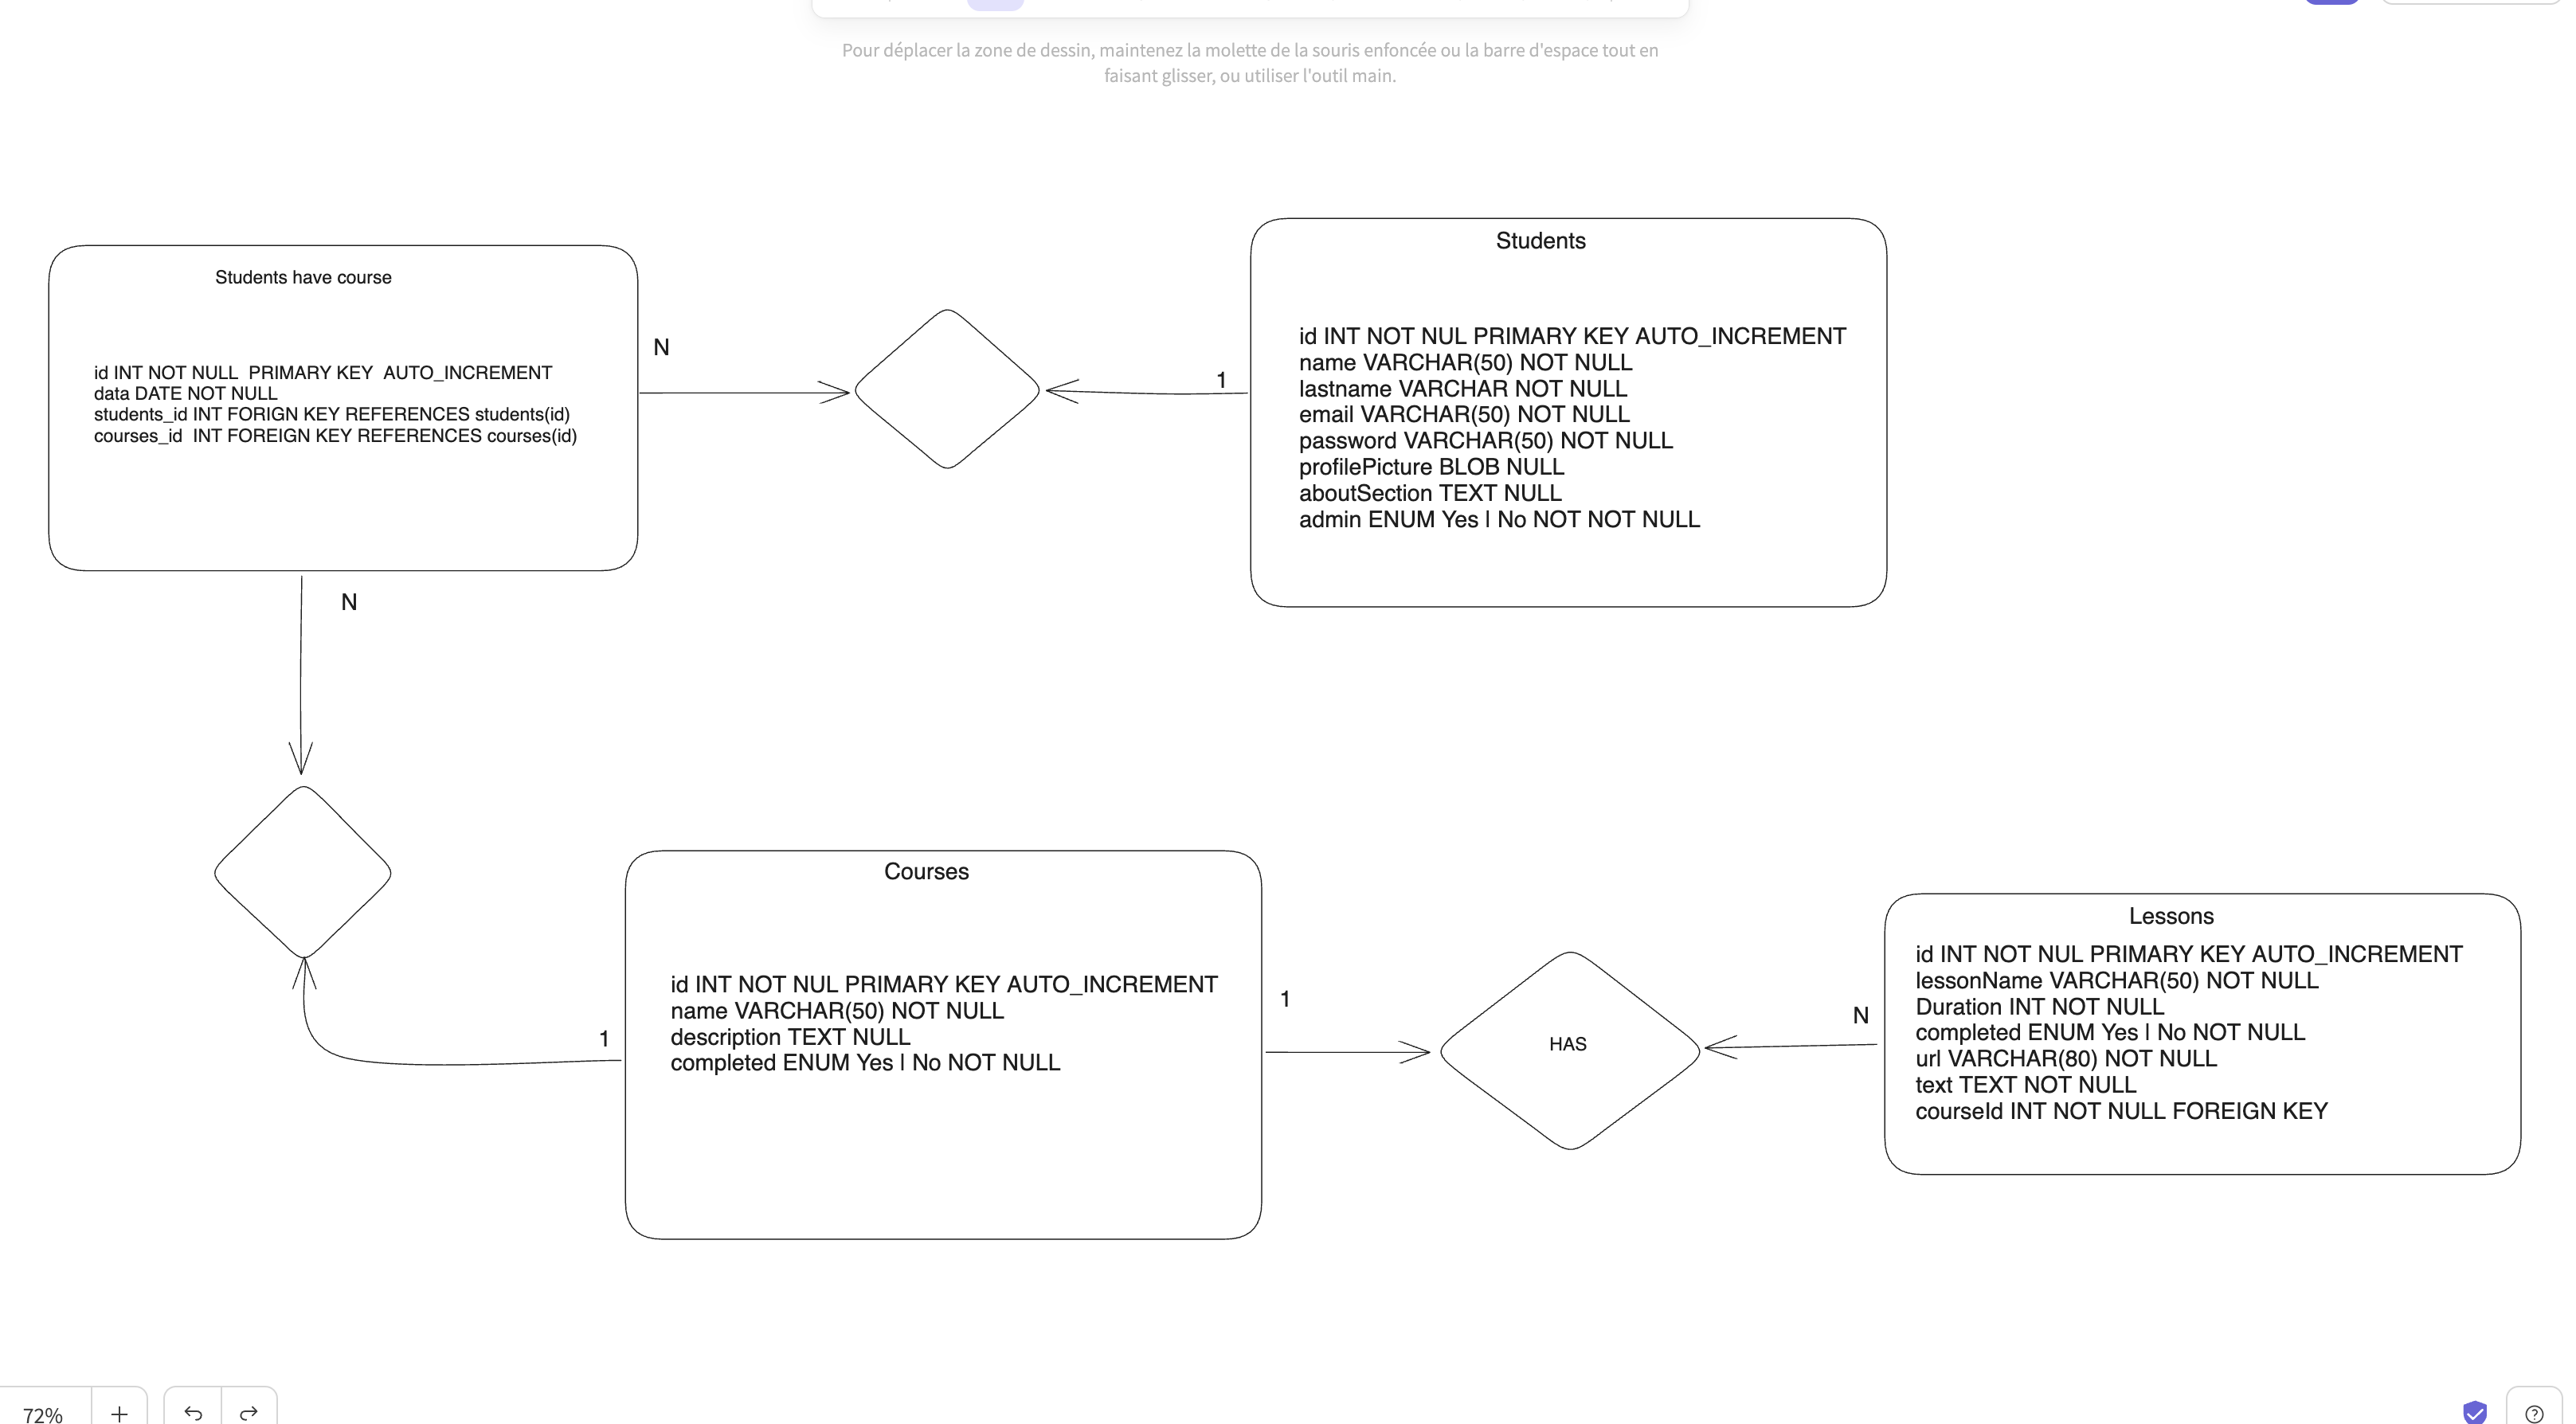 Pour déplacer la zone de dessin, maintenez la molette de la souris enfoncée ou la barre d'espace tout en
faisant glisser, ou utiliser l'outil main.
Students have course
id INT NOT NULL  PRIMARY KEY  AUTO_INCREMENT
data DATE NOT NULL
students_id INT FORIGN KEY REFERENCES students(id)
courses_id  INT FOREIGN KEY REFERENCES courses(id)
N
1
Students
id INT NOT NUL PRIMARY KEY AUTO_INCREMENT
name VARCHAR(50) NOT NULL
lastname VARCHAR NOT NULL
email VARCHAR(50) NOT NULL
password VARCHAR(50) NOT NULL
profilePicture BLOB NULL
aboutSection TEXT NULL
admin ENUM Yes | No NOT NOT NULL
N
1
Courses
id INT NOT NUL PRIMARY KEY AUTO_INCREMENT
name VARCHAR(50) NOT NULL
description TEXT NULL
completed ENUM Yes | No NOT NULL
1
HAS
N
Lessons
id INT NOT NUL PRIMARY KEY AUTO_INCREMENT
lessonName VARCHAR(50) NOT NULL
Duration INT NOT NULL
completed ENUM Yes | No NOT NULL
url VARCHAR(80) NOT NULL
text TEXT NOT NULL
courseId INT NOT NULL FOREIGN KEY
72%